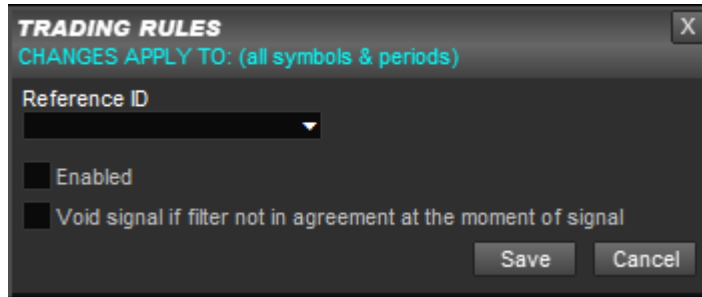 TRADING RULES
X
CHANGES APPLY TO: (all symbols & periods)
Reference ID
Enabled
Void signal if filter not in agreement at the moment of signal
Save
Cancel